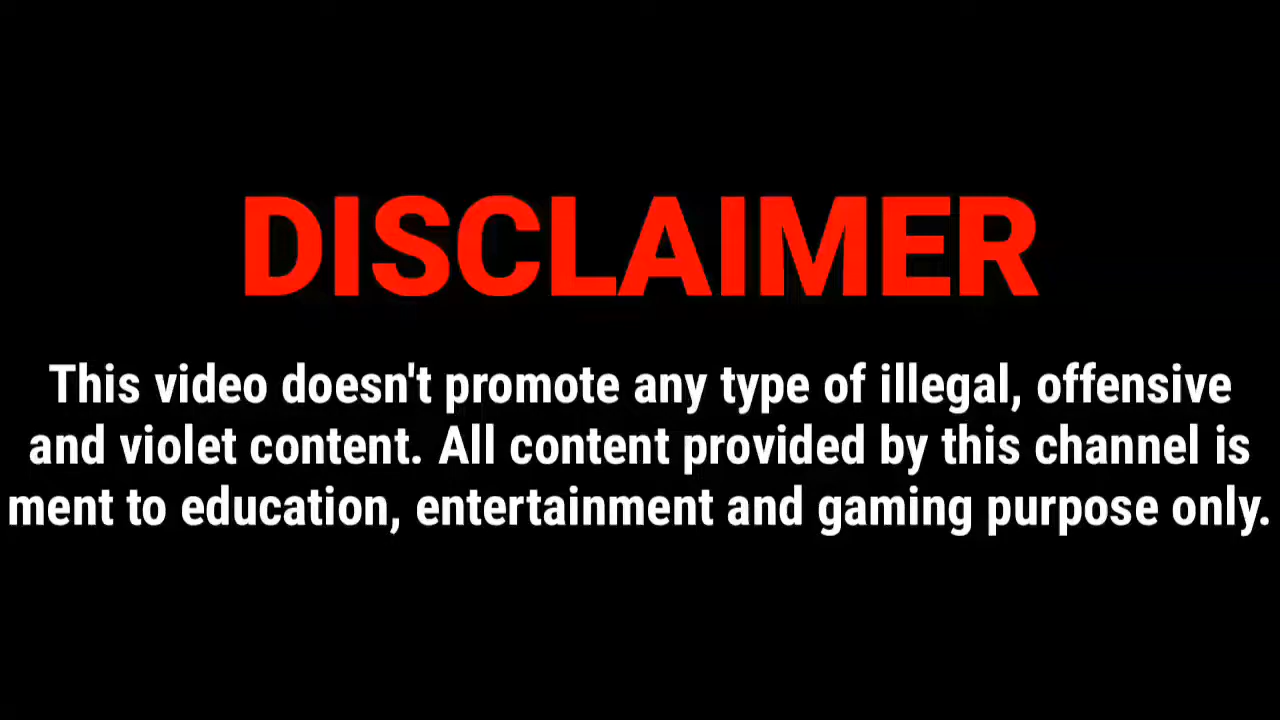 DISCLAIMER
This video doesn't promote any type of illegal, offensive
and violet content. All content provided by this channel is
ment to education, entertainment and gaming purpose only.